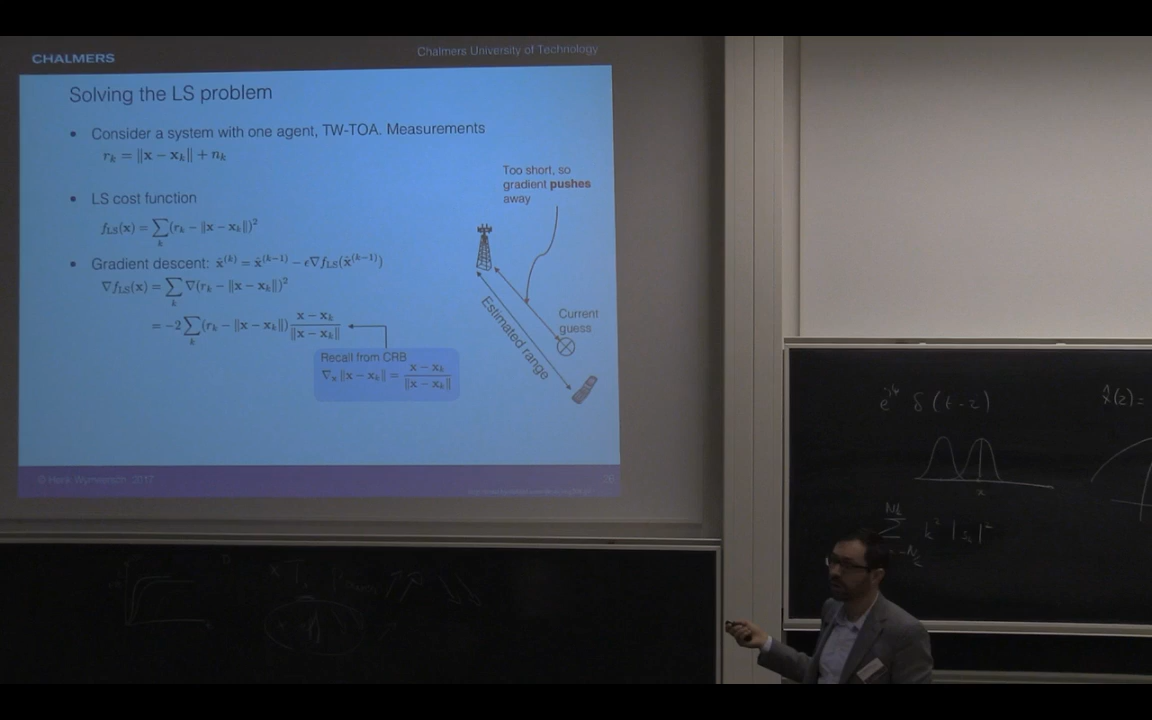 CHALMERS
Chalmers University of Technology
Solving the LS problem
• Consider a system with one agent, TW-TOA. Measurements
r_k = ‖x − x_k‖ + n_k
• LS cost function
f_LS(x) = ∑_k (r_k − ‖x − x_k‖)²
• Gradient descent: x̂^(k) = x̂^(k−1) − ϵ∇f_LS(x̂^(k−1))
∇f_LS(x) = ∑_k ∇(r_k − ‖x − x_k‖)²
= −2 ∑_k (r_k − ‖x − x_k‖) (x − x_k)/‖x − x_k‖
Recall from CRB
∇_x ‖x − x_k‖ = (x − x_k)/‖x − x_k‖
Too short, so
gradient pushes
away
Current
guess
Estimated range
© Henk Wymeersch, 2017
δ(t-τ)